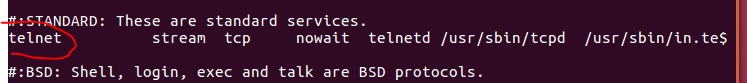 #:STANDARD: These are standard services.
telnet stream tcp nowait telnetd /usr/sbin/tcpd /usr/sbin/in.te$
#:BSD: Shell, login, exec and talk are BSD protocols.